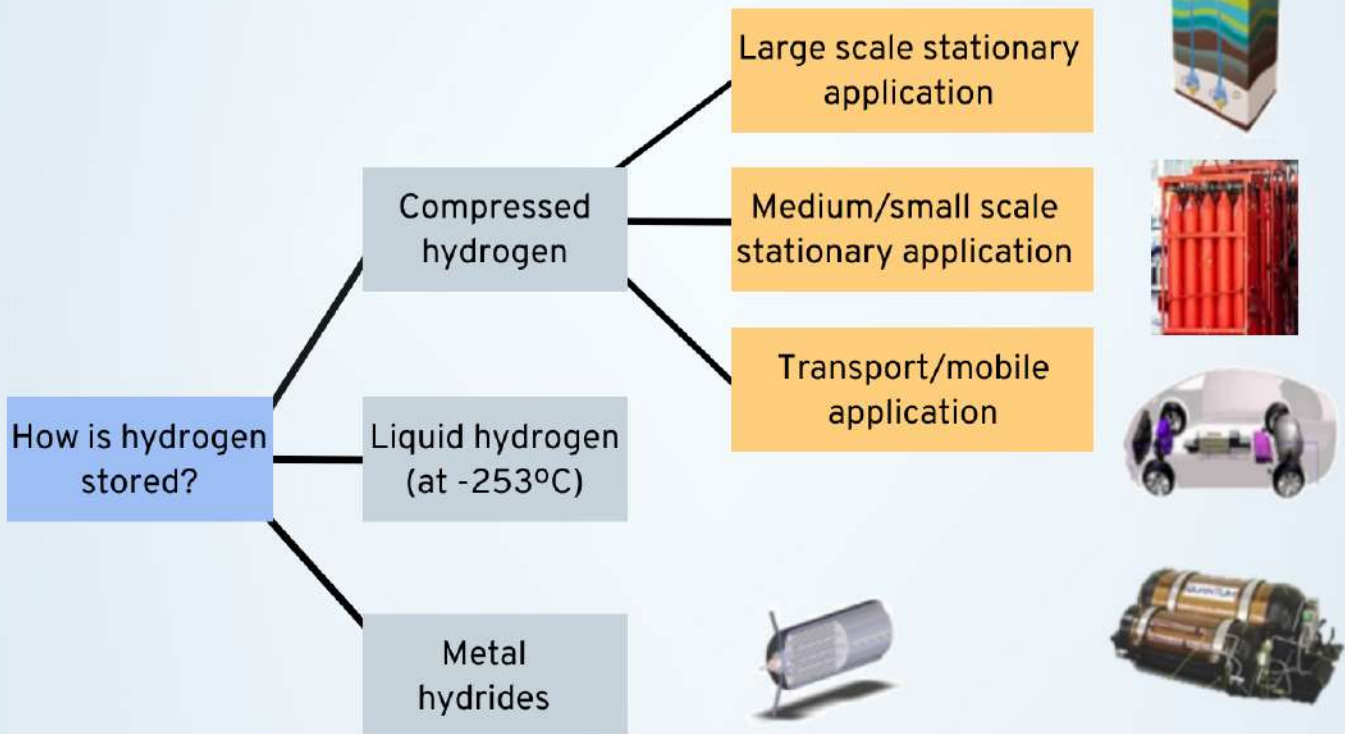 Large scale stationary
application
Compressed
hydrogen
Medium/small scale
stationary application
Transport/mobile
application
How is hydrogen
stored?
Liquid hydrogen
(at -253ºC)
Metal
hydrides